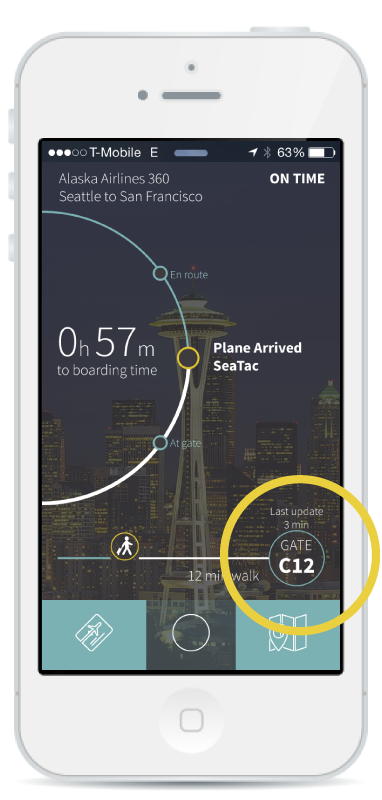 T-Mobile E
63%
Alaska Airlines 360
ON TIME
Seattle to San Francisco
En route
0h 57m
to boarding time
Plane Arrived
SeaTac
At gate
Last update
3 min
GATE
C12
12 min walk